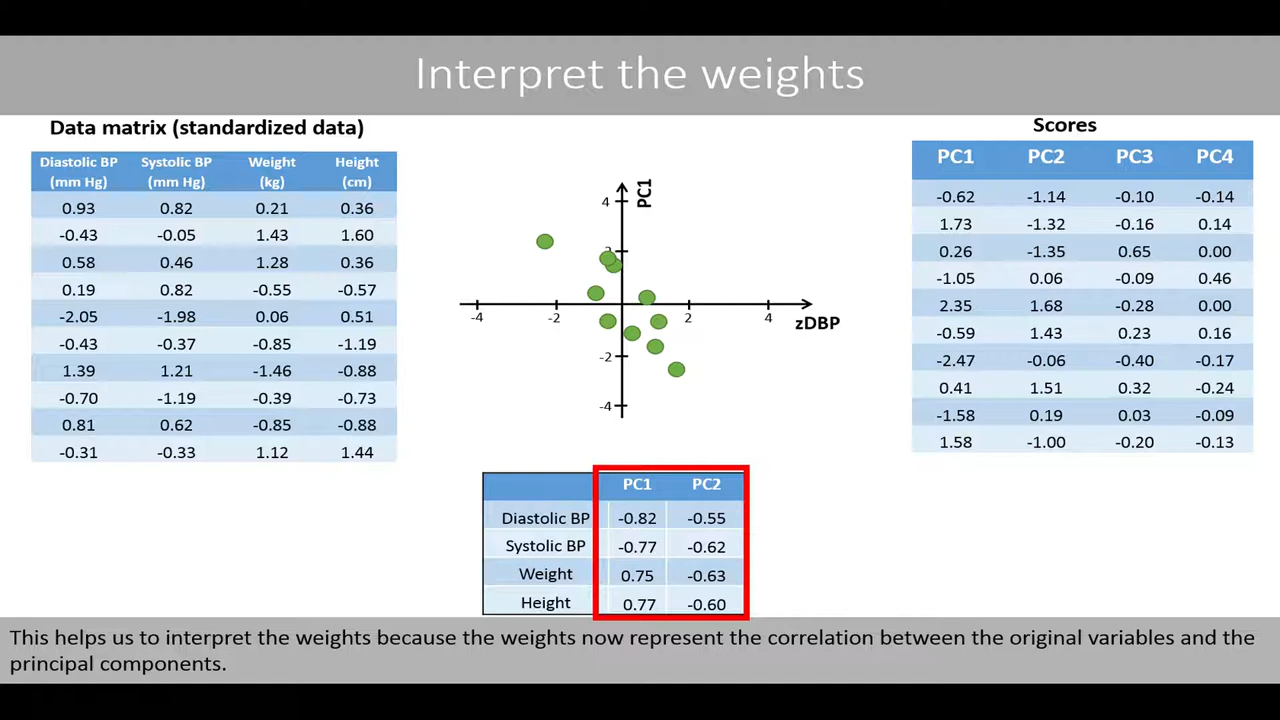 Interpret the weights
Data matrix (standardized data)
Diastolic BP (mm Hg) Systolic BP (mm Hg) Weight (kg) Height (cm)
0.93 0.82 0.21 0.36
-0.43 -0.05 1.43 1.60
0.58 0.46 1.28 0.36
0.19 0.82 -0.55 -0.57
-2.05 -1.98 0.06 0.51
-0.43 -0.37 -0.85 -1.19
1.39 1.21 -1.46 -0.88
-0.70 -1.19 -0.39 -0.73
0.81 0.62 -0.85 -0.88
-0.31 -0.33 1.12 1.44
PC1
4
-2
-4
-4 -2 2 4
zDBP
Scores
PC1 PC2 PC3 PC4
-0.62 -1.14 -0.10 -0.14
1.73 -1.32 -0.16 0.14
0.26 -1.35 0.65 0.00
-1.05 0.06 -0.09 0.46
2.35 1.68 -0.28 0.00
-0.59 1.43 0.23 0.16
-2.47 -0.06 -0.40 -0.17
0.41 1.51 0.32 -0.24
-1.58 0.19 0.03 -0.09
1.58 -1.00 -0.20 -0.13
PC1 PC2
Diastolic BP -0.82 -0.55
Systolic BP -0.77 -0.62
Weight 0.75 -0.63
Height 0.77 -0.60
This helps us to interpret the weights because the weights now represent the correlation between the original variables and the
principal components.